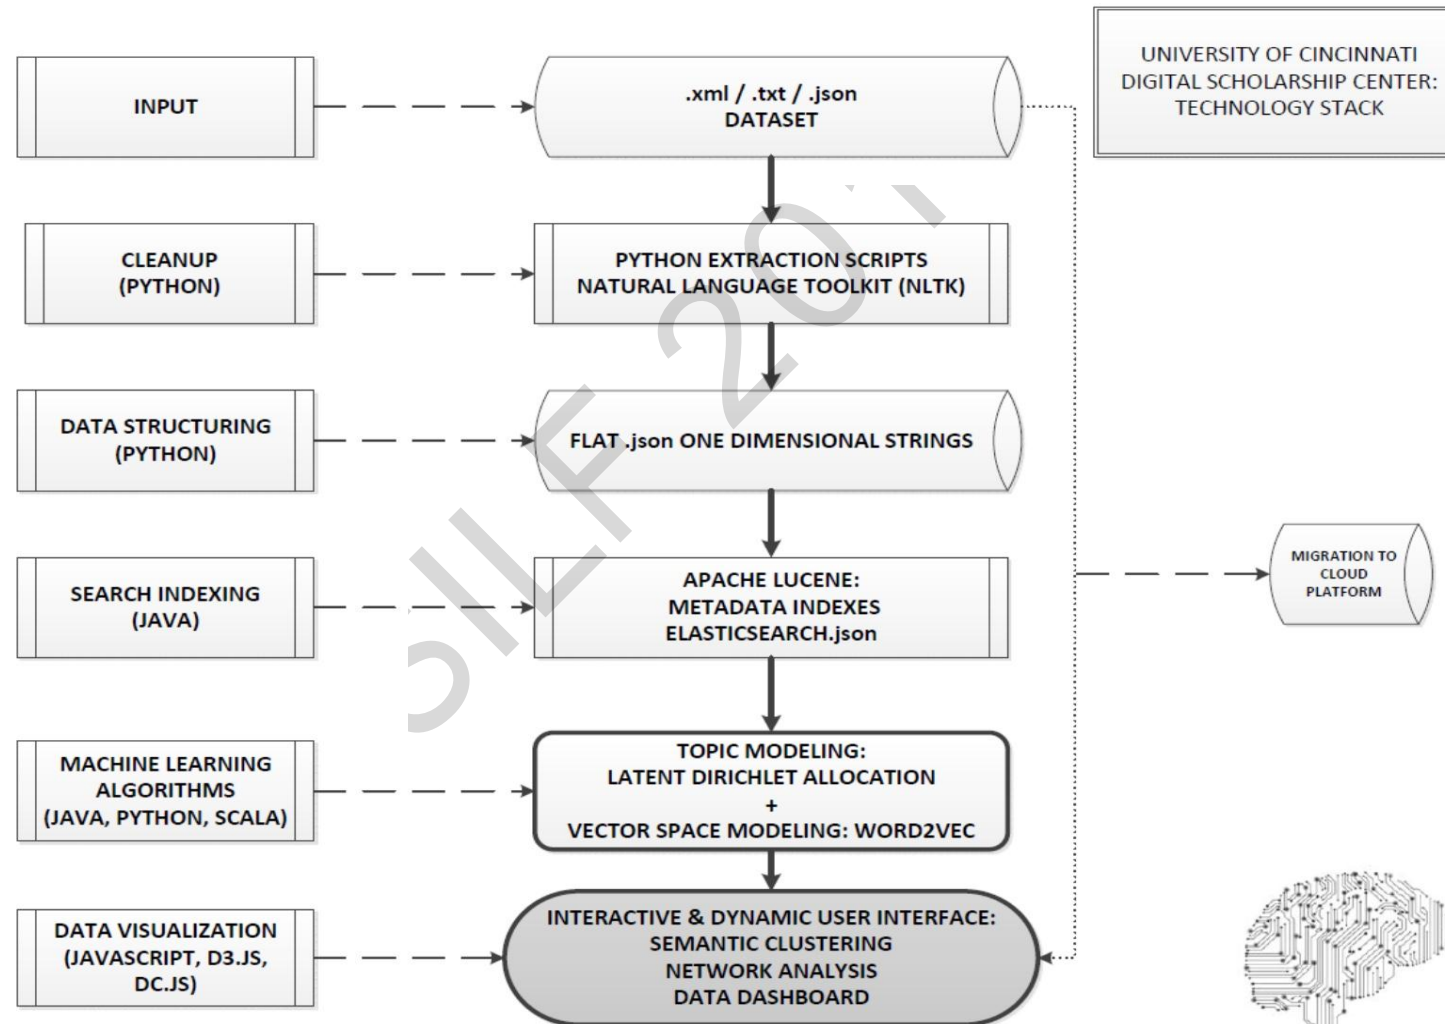 UNIVERSITY OF CINCINNATI
DIGITAL SCHOLARSHIP CENTER:
TECHNOLOGY STACK
INPUT
.xml / .txt / .json
DATASET
CLEANUP
(PYTHON)
PYTHON EXTRACTION SCRIPTS
NATURAL LANGUAGE TOOLKIT (NLTK)
DATA STRUCTURING
(PYTHON)
FLAT .json ONE DIMENSIONAL STRINGS
SEARCH INDEXING
(JAVA)
APACHE LUCENE:
METADATA INDEXES
ELASTICSEARCH.json
MIGRATION TO
CLOUD
PLATFORM
MACHINE LEARNING
ALGORITHMS
(JAVA, PYTHON, SCALA)
TOPIC MODELING:
LATENT DIRICHLET ALLOCATION
+
VECTOR SPACE MODELING: WORD2VEC
DATA VISUALIZATION
(JAVASCRIPT, D3.JS,
DC.JS)
INTERACTIVE & DYNAMIC USER INTERFACE:
SEMANTIC CLUSTERING
NETWORK ANALYSIS
DATA DASHBOARD